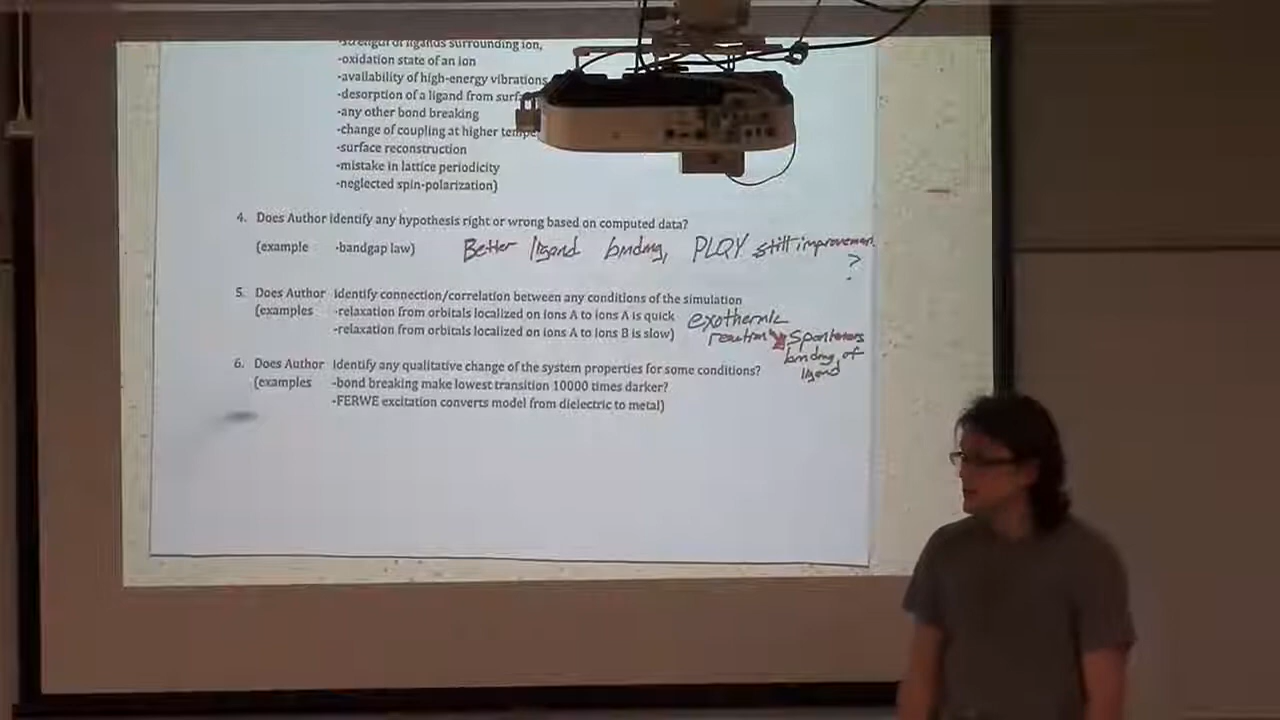 -strength of ligands surrounding ion,
-oxidation state of an ion
-availability of high-energy vibrations
-desorption of a ligand from surf
-any other bond breaking
-change of coupling at higher tempe
-surface reconstruction
-mistake in lattice periodicity
-neglected spin-polarization)
4. Does Author identify any hypothesis right or wrong based on computed data?
(example -bandgap law) Better ligand binding, PLQY still improvement
?
5. Does Author Identify connection/correlation between any conditions of the simulation
(examples -relaxation from orbitals localized on ions A to ions A is quick exothermic
-relaxation from orbitals localized on ions A to ions B is slow) reaction Spontaneous
binding of
ligand
6. Does Author Identify any qualitative change of the system properties for some conditions?
(examples -bond breaking make lowest transition 10000 times darker?
-FERWE excitation converts model from dielectric to metal)